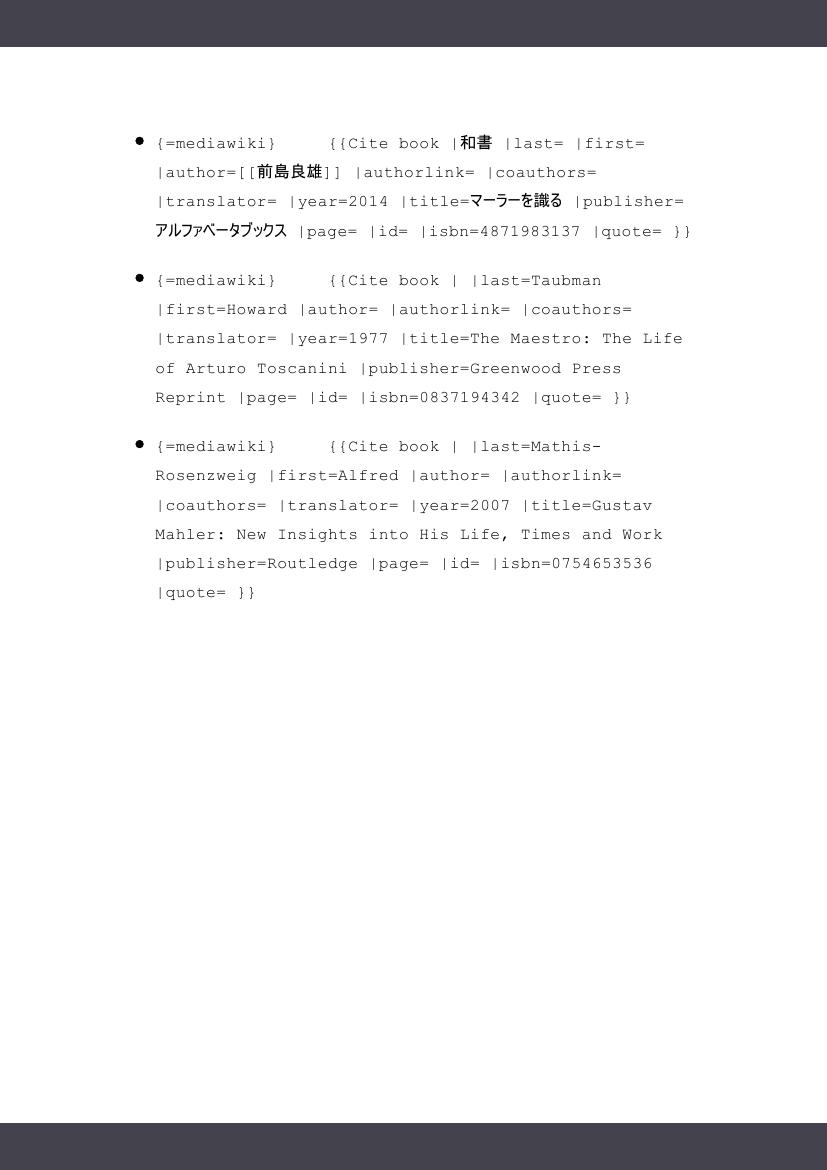 • {=mediawiki} {{Cite book |和書 |last= |first=
|author=[[前島良雄]] |authorlink= |coauthors=
|translator= |year=2014 |title=マーラーを識る |publisher=
アルファベータブックス |page= |id= |isbn=4871983137 |quote= }}
• {=mediawiki} {{Cite book | |last=Taubman
|first=Howard |author= |authorlink= |coauthors=
|translator= |year=1977 |title=The Maestro: The Life
of Arturo Toscanini |publisher=Greenwood Press
Reprint |page= |id= |isbn=0837194342 |quote= }}
• {=mediawiki} {{Cite book | |last=Mathis-
Rosenzweig |first=Alfred |author= |authorlink=
|coauthors= |translator= |year=2007 |title=Gustav
Mahler: New Insights into His Life, Times and Work
|publisher=Routledge |page= |id= |isbn=0754653536
|quote= }}